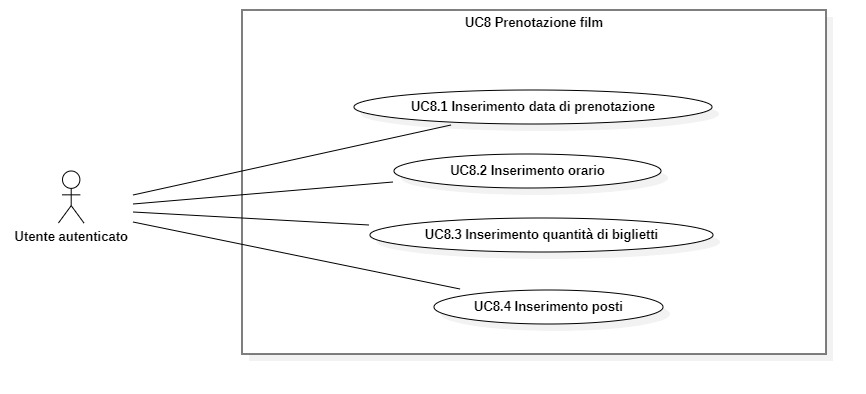 UC8 Prenotazione film
UC8.1 Inserimento data di prenotazione
UC8.2 Inserimento orario
Utente autenticato
UC8.3 Inserimento quantità di biglietti
UC8.4 Inserimento posti